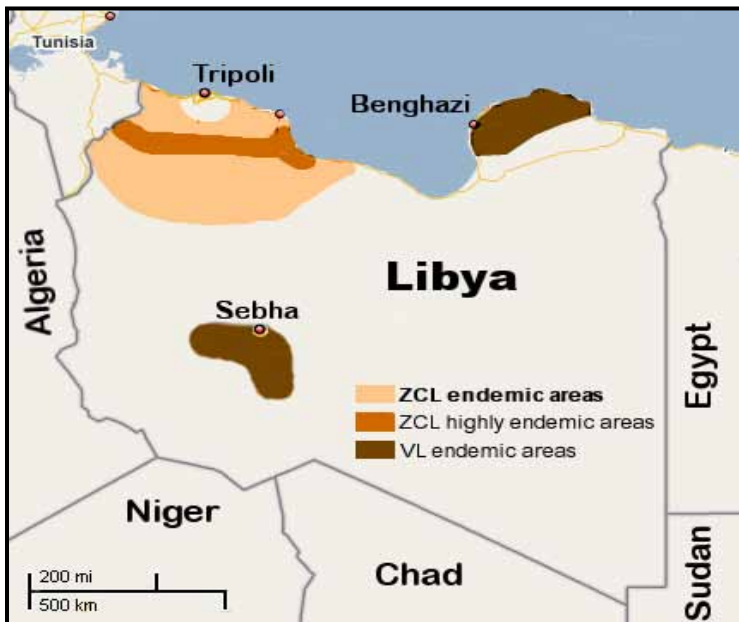 Tunisia
Tripoli
Benghazi
Algeria
Libya
Sebha
Egypt
ZCL endemic areas
ZCL highly endemic areas
VL endemic areas
Niger
Chad
Sudan
200 mi
500 km